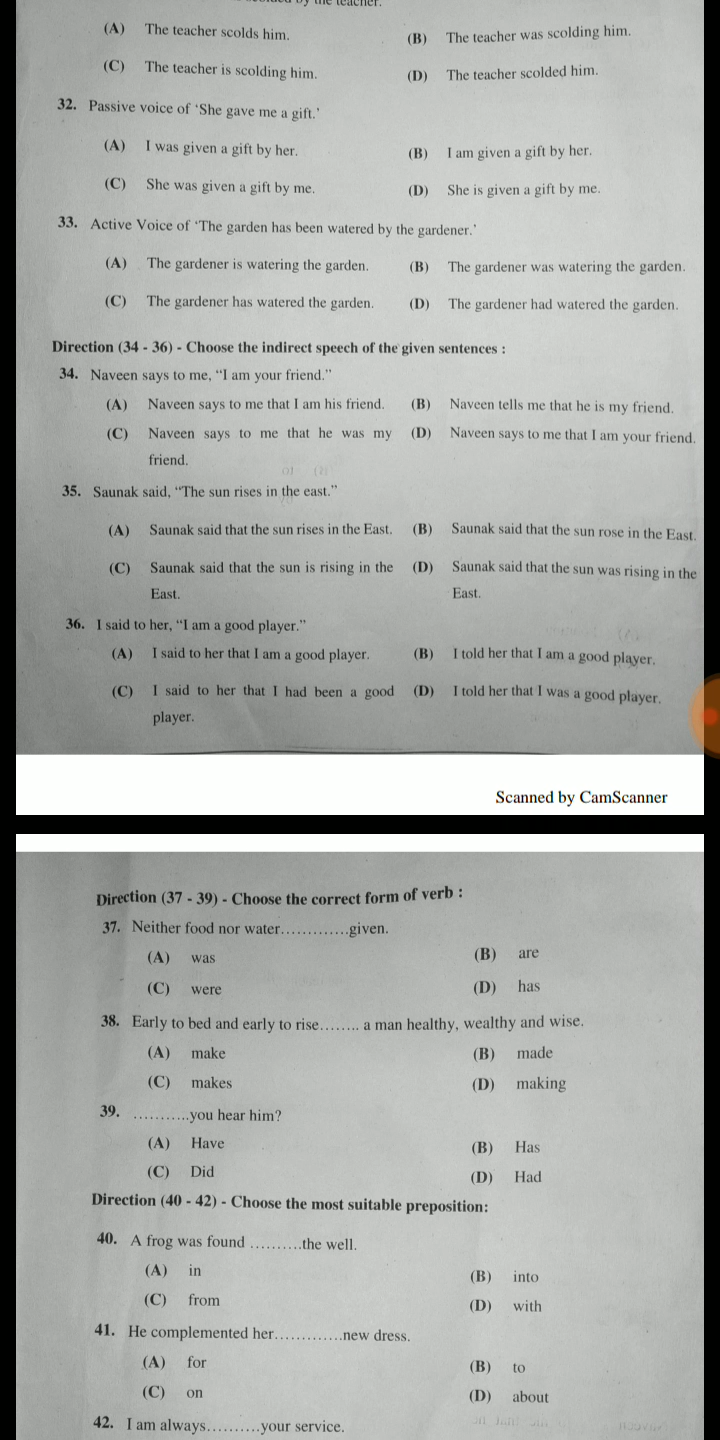 by the teacher.
(A) The teacher scolds him. (B) The teacher was scolding him.
(C) The teacher is scolding him. (D) The teacher scolded him.
32. Passive voice of ‘She gave me a gift.’
(A) I was given a gift by her. (B) I am given a gift by her.
(C) She was given a gift by me. (D) She is given a gift by me.
33. Active Voice of ‘The garden has been watered by the gardener.’
(A) The gardener is watering the garden. (B) The gardener was watering the garden.
(C) The gardener has watered the garden. (D) The gardener had watered the garden.
Direction (34 - 36) - Choose the indirect speech of the given sentences :
34. Naveen says to me, “I am your friend.”
(A) Naveen says to me that I am his friend. (B) Naveen tells me that he is my friend.
(C) Naveen says to me that he was my (D) Naveen says to me that I am your friend.
friend.
35. Saunak said, “The sun rises in the east.”
(A) Saunak said that the sun rises in the East. (B) Saunak said that the sun rose in the East.
(C) Saunak said that the sun is rising in the (D) Saunak said that the sun was rising in the
East. East.
36. I said to her, “I am a good player.”
(A) I said to her that I am a good player. (B) I told her that I am a good player.
(C) I said to her that I had been a good (D) I told her that I was a good player.
player.
Scanned by CamScanner
Direction (37 - 39) - Choose the correct form of verb :
37. Neither food nor water.............given.
(A) was (B) are
(C) were (D) has
38. Early to bed and early to rise........ a man healthy, wealthy and wise.
(A) make (B) made
(C) makes (D) making
39. ...........you hear him?
(A) Have (B) Has
(C) Did (D) Had
Direction (40 - 42) - Choose the most suitable preposition:
40. A frog was found ..........the well.
(A) in (B) into
(C) from (D) with
41. He complemented her.............new dress.
(A) for (B) to
(C) on (D) about
42. I am always..........your service.